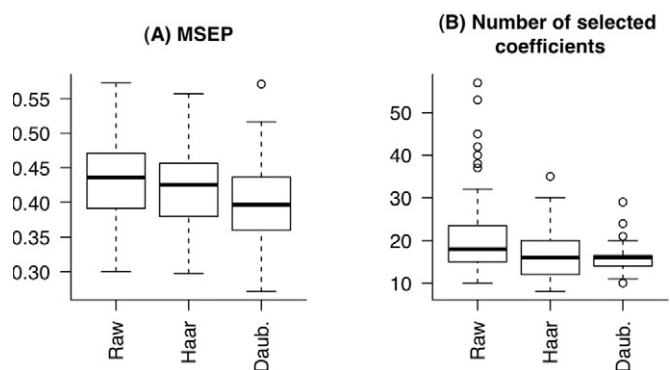 (A) MSEP
0.55
0.50
0.45
0.40
0.35
0.30
Raw
Haar
Daub.
(B) Number of selected
coefficients
50
40
30
20
10
Raw
Haar
Daub.